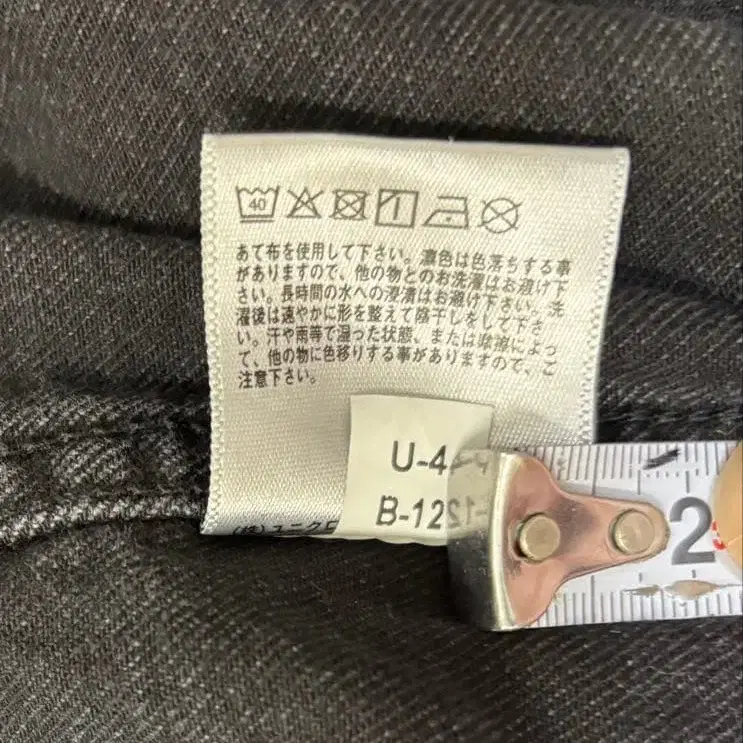 40
あて布を使用して下さい。濃色は色落ちする事
がありますので、他の物とのお洗濯はお避け下
さい。長時間の水への浸漬はお避け下さい。洗
濯後は速やかに形を整えて陰干しをして下さ
い。汗や雨等で湿った状態、または摩擦によっ
て、他の物に色移りする事がありますので、ご
注意下さい。
U-4
B-12
(株)ユニクロ
2